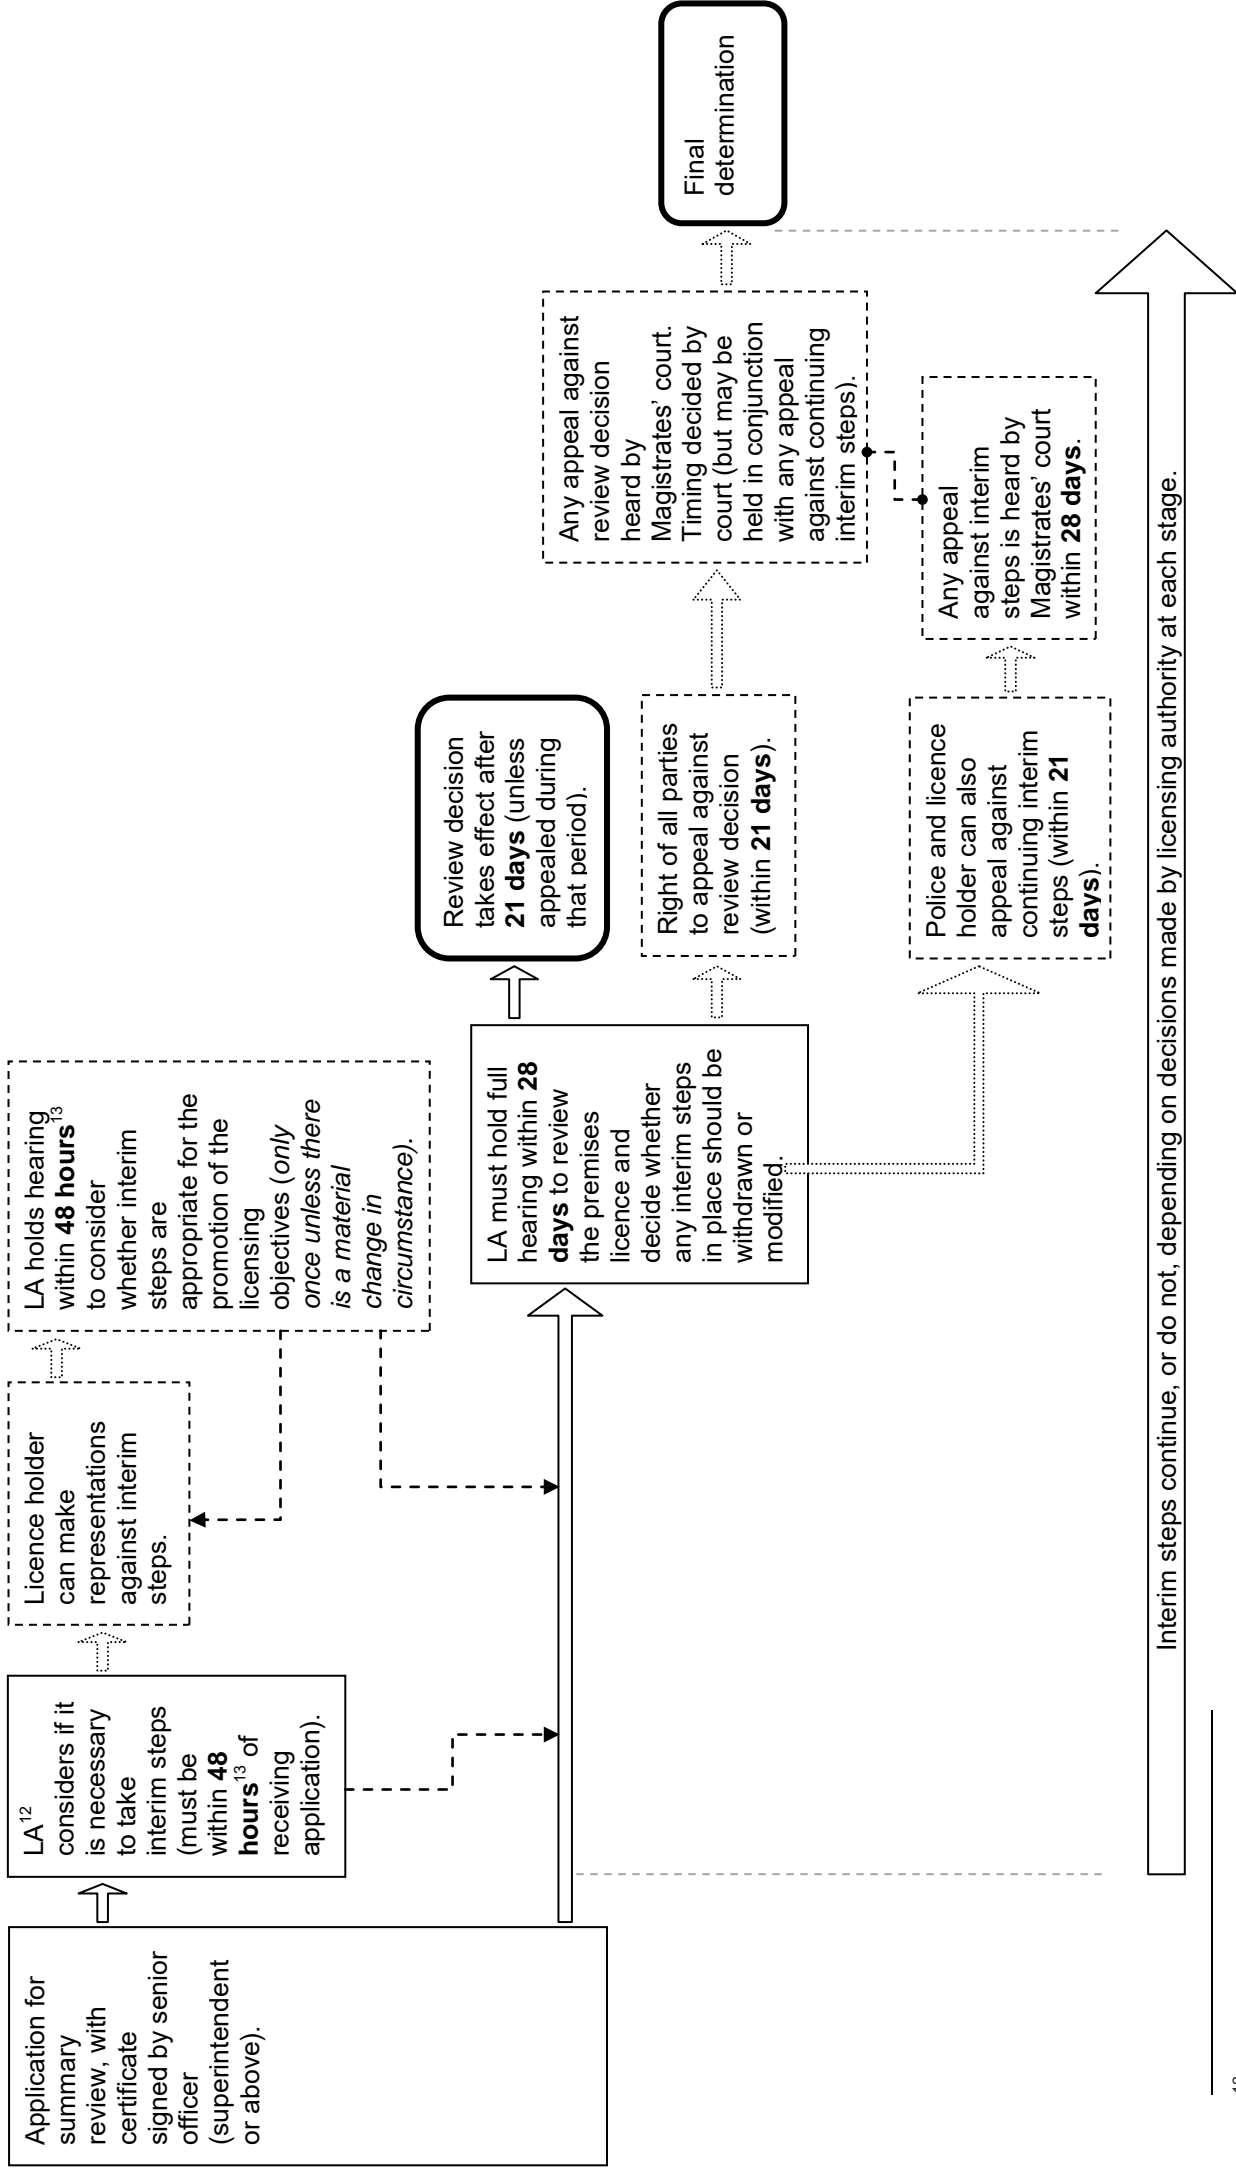 Application for
summary
review, with
certificate
signed by senior
officer
(superintendent
or above).
LA12
considers if it
is necessary
to take
interim steps
(must be
within 48
hours13 of
receiving
application).
Licence holder
can make
representations
against interim
steps.
LA holds hearing
within 48 hours13
to consider
whether interim
steps are
appropriate for the
promotion of the
licensing
objectives (only
once unless there
is a material
change in
circumstance).
LA must hold full
hearing within 28
days to review
the premises
licence and
decide whether
any interim steps
in place should be
withdrawn or
modified.
Review decision
takes effect after
21 days (unless
appealed during
that period).
Right of all parties
to appeal against
review decision
(within 21 days).
Police and licence
holder can also
appeal against
continuing interim
steps (within 21
days).
Any appeal against
review decision
heard by
Magistrates’ court.
Timing decided by
court (but may be
held in conjunction
with any appeal
against continuing
interim steps).
Any appeal
against interim
steps is heard by
Magistrates’ court
within 28 days.
Final
determination
Interim steps continue, or do not, depending on decisions made by licensing authority at each stage.